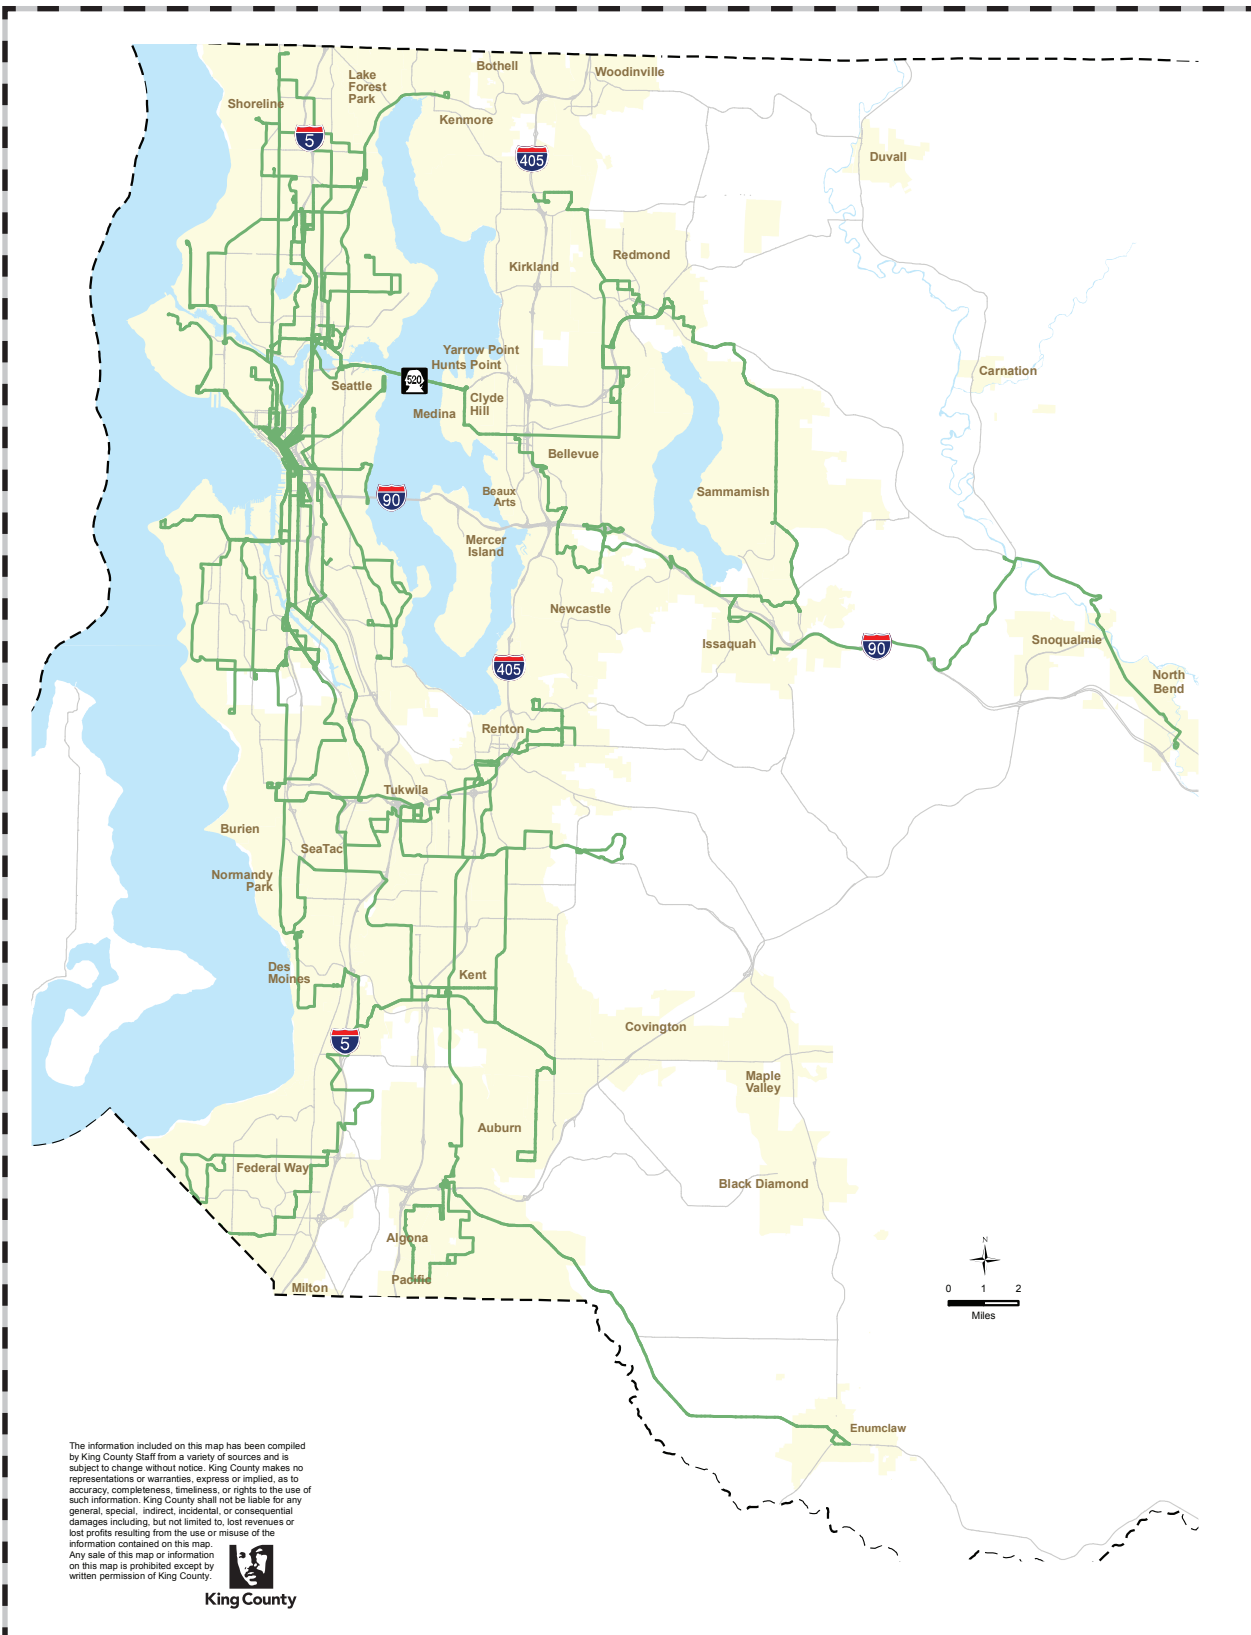 Bothell
Woodinville
Lake
Forest
Park
Shoreline
Kenmore
5
405
Duvall
Redmond
Kirkland
Yarrow Point
Hunts Point
Carnation
520
Seattle
Clyde
Hill
Medina
Bellevue
Sammamish
Beaux
Arts
90
Mercer
Island
Newcastle
Issaquah
90
Snoqualmie
405
North
Bend
Renton
Tukwila
Burien
SeaTac
Normandy
Park
Des
Moines
Kent
Covington
5
Maple
Valley
Auburn
Federal Way
Black Diamond
Algona
Pacific
Milton
N
0 1 2
Miles
Enumclaw
The information included on this map has been compiled
by King County Staff from a variety of sources and is
subject to change without notice. King County makes no
representations or warranties, express or implied, as to
accuracy, completeness, timeliness, or rights to the use of
such information. King County shall not be liable for any
general, special, indirect, incidental, or consequential
damages including, but not limited to, lost revenues or
lost profits resulting from the use or misuse of the
information contained on this map.
Any sale of this map or information
on this map is prohibited except by
written permission of King County.
King County